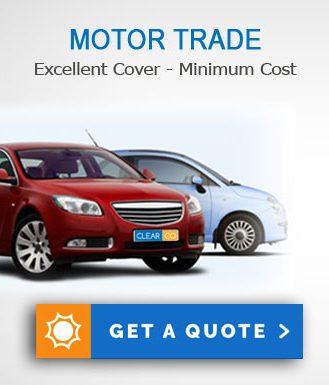 MOTOR TRADE
Excellent Cover - Minimum Cost
CLEAR CO
GET A QUOTE >